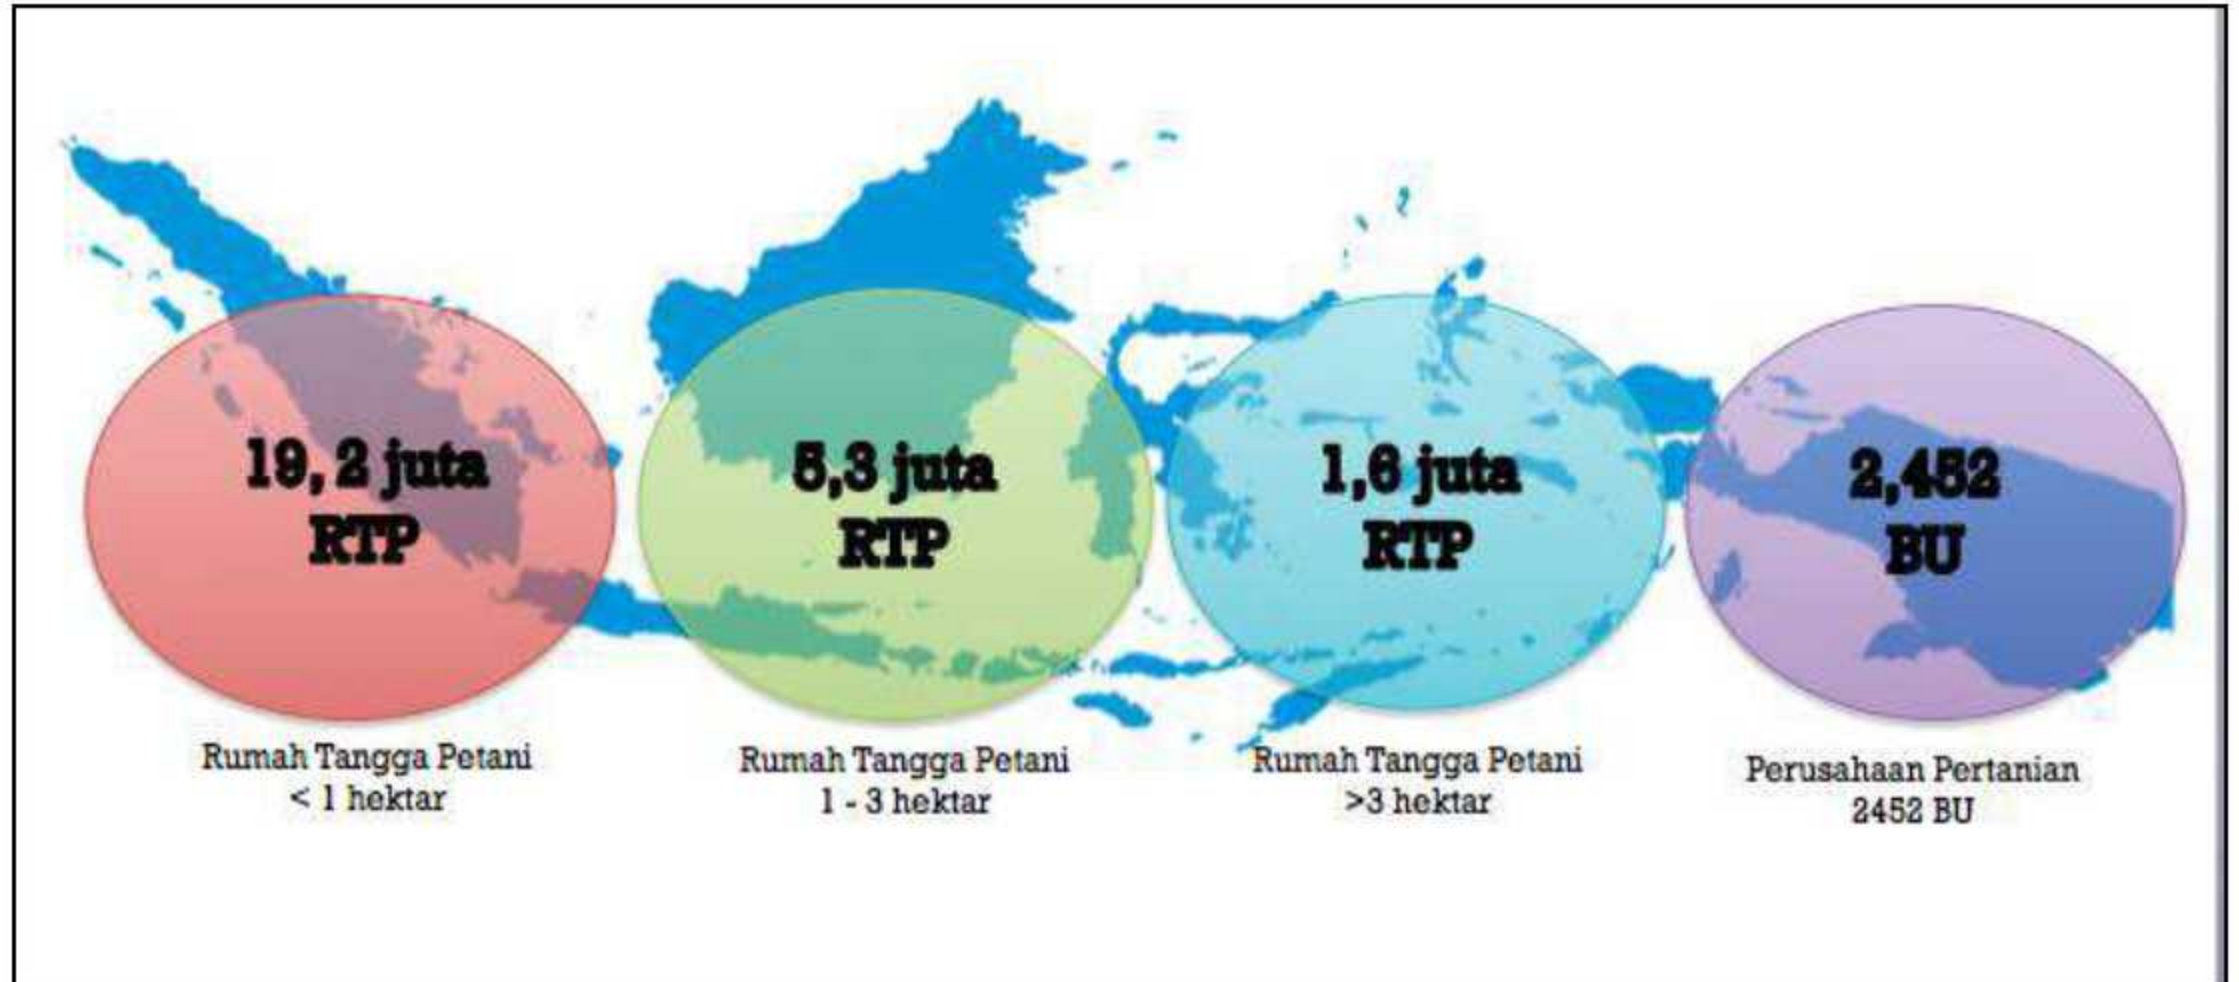 19, 2 juta
RTP
5,3 juta
RTP
1,6 juta
RTP
2,452
BU
Rumah Tangga Petani
< 1 hektar
Rumah Tangga Petani
1 - 3 hektar
Rumah Tangga Petani
>3 hektar
Perusahaan Pertanian
2452 BU